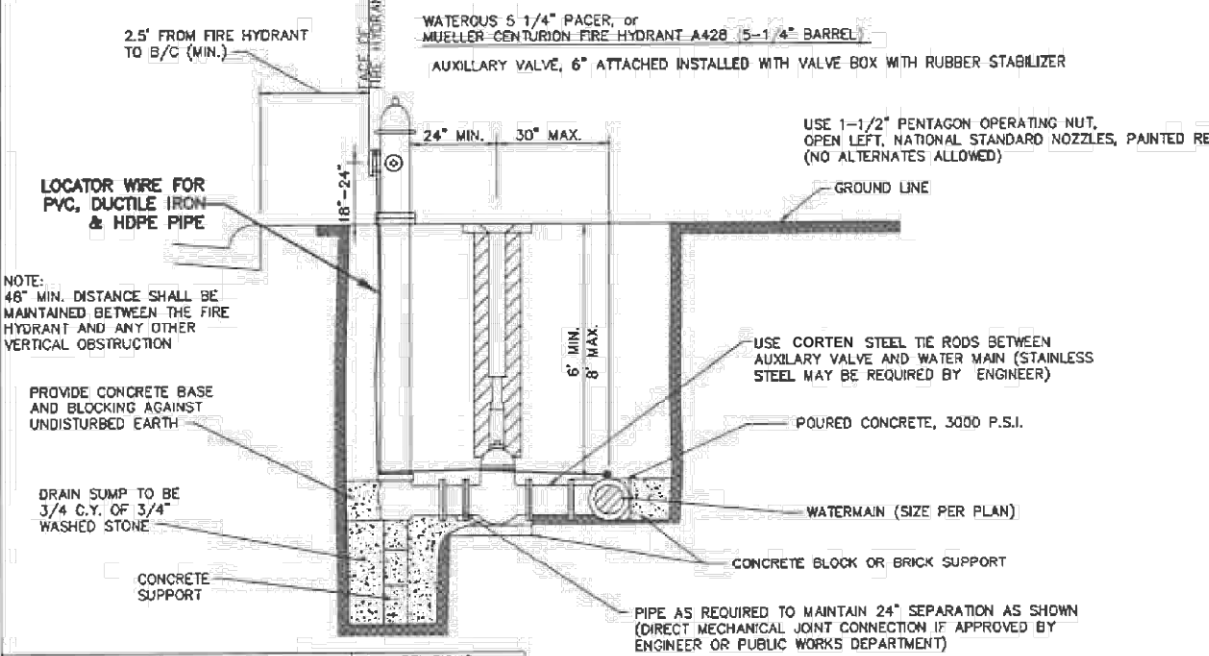 FACE OF
FIRE HYDRANT
WATEROUS 5 1/4" PACER, or
MUELLER CENTURION FIRE HYDRANT A428 (5-1/4" BARREL)
AUXILLARY VALVE, 6" ATTACHED INSTALLED WITH VALVE BOX WITH RUBBER STABILIZER
2.5' FROM FIRE HYDRANT
TO B/C (MIN.)
24" MIN.
30" MAX.
USE 1-1/2" PENTAGON OPERATING NUT,
OPEN LEFT, NATIONAL STANDARD NOZZLES, PAINTED RE
(NO ALTERNATES ALLOWED)
18"-24"
GROUND LINE
LOCATOR WIRE FOR
PVC, DUCTILE IRON
& HDPE PIPE
NOTE:
48" MIN. DISTANCE SHALL BE
MAINTAINED BETWEEN THE FIRE
HYDRANT AND ANY OTHER
VERTICAL OBSTRUCTION
6' MIN.
8' MAX.
USE CORTEN STEEL TIE RODS BETWEEN
AUXILARY VALVE AND WATER MAIN (STAINLESS
STEEL MAY BE REQUIRED BY ENGINEER)
PROVIDE CONCRETE BASE
AND BLOCKING AGAINST
UNDISTURBED EARTH
POURED CONCRETE, 3000 P.S.I.
DRAIN SUMP TO BE
3/4 C.Y. OF 3/4"
WASHED STONE
WATERMAIN (SIZE PER PLAN)
CONCRETE BLOCK OR BRICK SUPPORT
CONCRETE
SUPPORT
PIPE AS REQUIRED TO MAINTAIN 24" SEPARATION AS SHOWN
(DIRECT MECHANICAL JOINT CONNECTION IF APPROVED BY
ENGINEER OR PUBLIC WORKS DEPARTMENT)